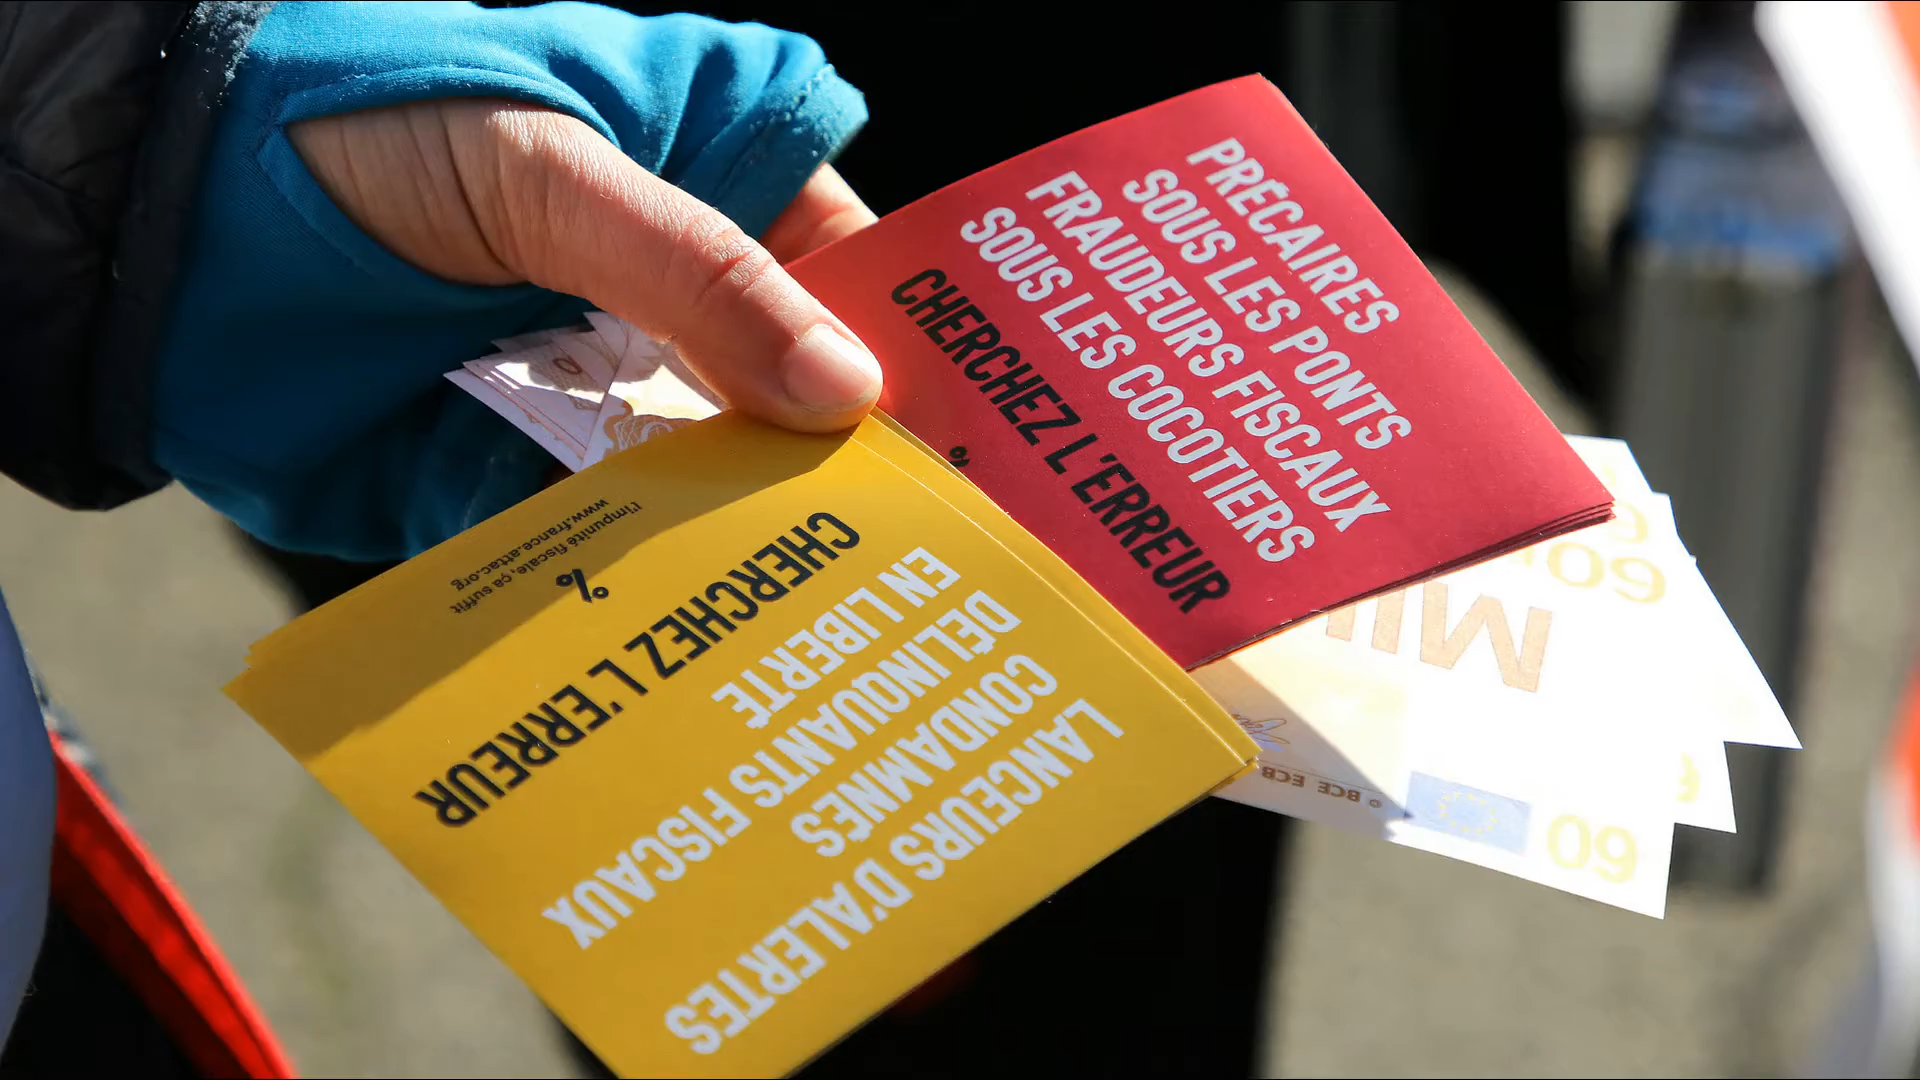 PRÉCAIRES
SOUS LES PONTS
FRAUDEURS FISCAUX
SOUS LES COCOTIERS
CHERCHEZ L'ERREUR
%
LANCEURS D'ALERTES
CONDAMNÉS
DÉLINQUANTS FISCAUX
EN LIBERTÉ
CHERCHEZ L'ERREUR
%
l'impunité fiscale, ça suffit
www.france.attac.org
60
© BCE ECB